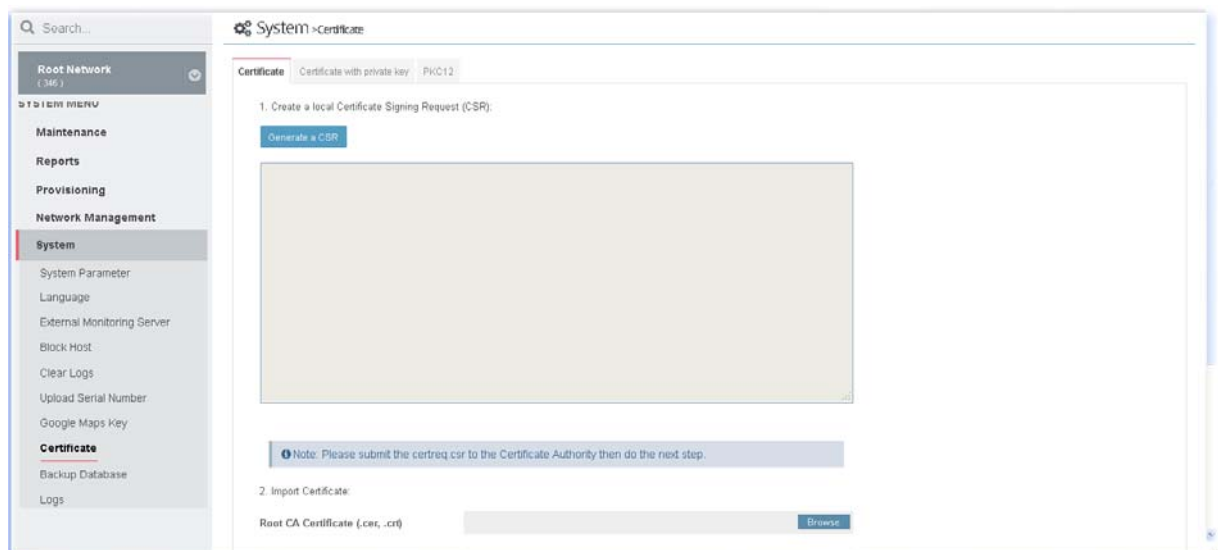 Search...
Root Network
( 346 )
SYSTEM MENU
Maintenance
Reports
Provisioning
Network Management
System
System Parameter
Language
External Monitoring Server
Block Host
Clear Logs
Upload Serial Number
Google Maps Key
Certificate
Backup Database
Logs
System >Certificate
Certificate Certificate with private key PKC12
1. Create a local Certificate Signing Request (CSR):
Generate a CSR
Note: Please submit the certreq.csr to the Certificate Authority then do the next step.
2. Import Certificate:
Root CA Certificate (.cer, .crt) Browse